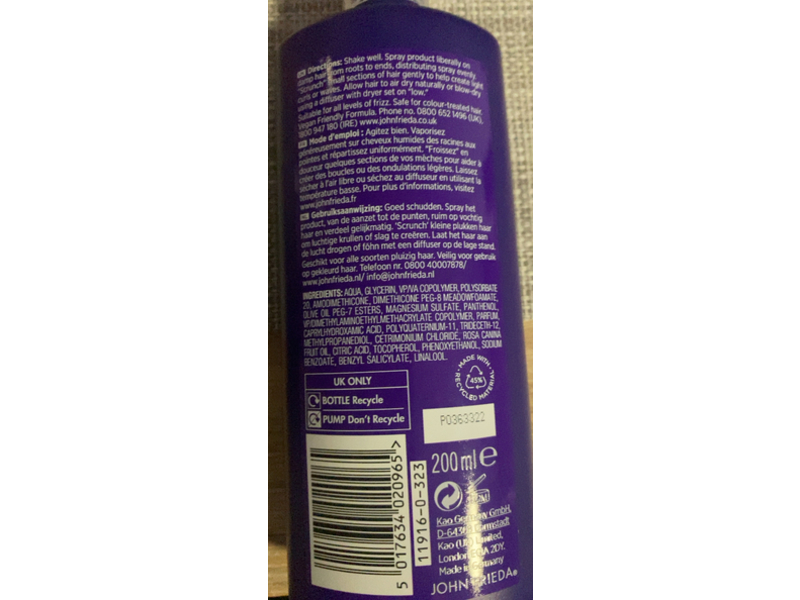 Directions: Shake well. Spray product liberally on
damp hair from roots to ends, distributing spray evenly.
"Scrunch" small sections of hair gently to help create light
curls or waves. Allow hair to air dry naturally or blow-dry
using a diffuser with dryer set on "low."
Suitable for all levels of frizz. Safe for colour-treated hair.
Vegan Friendly Formula. Phone no. 0800 652 1496 (UK),
1800 947 180 (IRE) www.johnfrieda.co.uk
Mode d'emploi : Agitez bien. Vaporisez
généreusement sur cheveux humides des racines aux
pointes et répartissez uniformément. "Froissez" en
douceur quelques sections de vos mèches pour aider à
créer des boucles ou des ondulations légères. Laissez
sécher à l'air libre ou séchez au diffuseur en utilisant la
température basse. Pour plus d'informations, visitez
www.johnfrieda.fr
Gebruiksaanwijzing: Goed schudden. Spray het
product, van de aanzet tot de punten, ruim op vochtig
haar en verdeel gelijkmatig. 'Scrunch' kleine plukken haar
om luchtige krullen of slag te creëren. Laat het haar aan
de lucht drogen of föhn met een diffuser op de lage stand.
Geschikt voor alle soorten pluizig haar. Veilig voor gebruik
op gekleurd haar. Telefoon nr. 0800 40007878/
www.johnfrieda.nl/ info@johnfrieda.nl
INGREDIENTS: AQUA, GLYCERIN, VP/VA COPOLYMER, POLYSORBATE
20, AMODIMETHICONE, DIMETHICONE PEG-8 MEADOWFOAMATE,
OLIVE OIL PEG-7 ESTERS, MAGNESIUM SULFATE, PANTHENOL,
VP/DIMETHYLAMINOETHYLMETHACRYLATE COPOLYMER, PARFUM,
CAPRYLHYDROXAMIC ACID, POLYQUATERNIUM-11, TRIDECETH-12,
METHYLPROPANEDIOL, CETRIMONIUM CHLORIDE, ROSA CANINA
FRUIT OIL, CITRIC ACID, TOCOPHEROL, PHENOXYETHANOL, SODIUM
BENZOATE, BENZYL SALICYLATE, LINALOOL.
MADE WITH
45%
RECYCLED MATERIAL
UK ONLY
BOTTLE Recycle
PUMP Don't Recycle
P0363322
200 ml e
5 017634 020965>
11916-0-323
Kao Germany GmbH,
Kao (UK) Limited,
London 2DY.
Made in Germany
JOHN FRIEDA®